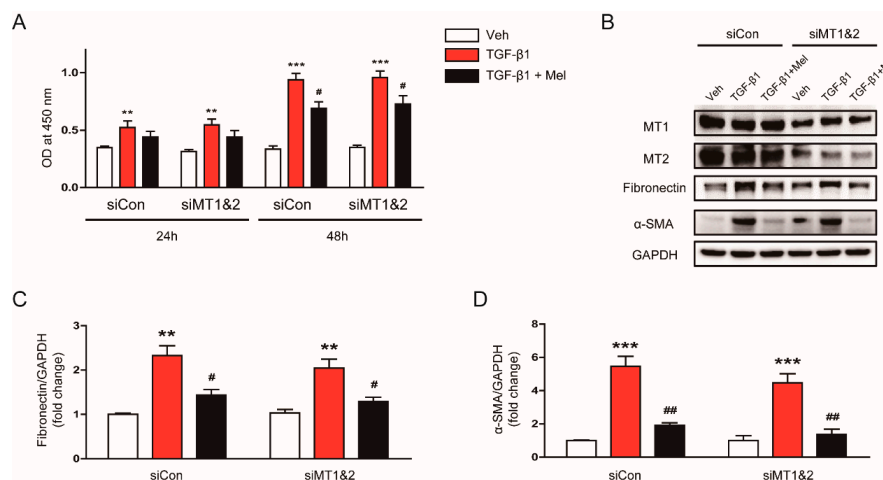 A
Veh
TGF-β1
TGF-β1 + Mel
OD at 450 nm
1.0
0.5
0.0
**
**
***
#
***
#
siCon
siMT1&2
siCon
siMT1&2
24h
48h
B
siCon
siMT1&2
Veh
TGF-β1
TGF-β1+Mel
Veh
TGF-β1
MT1
MT2
Fibronectin
α-SMA
GAPDH
C
Fibronectin/GAPDH
(fold change)
3
2
1
0
**
#
**
#
siCon
siMT1&2
D
α-SMA/GAPDH
(fold change)
8
6
4
2
0
***
##
***
##
siCon
siMT1&2